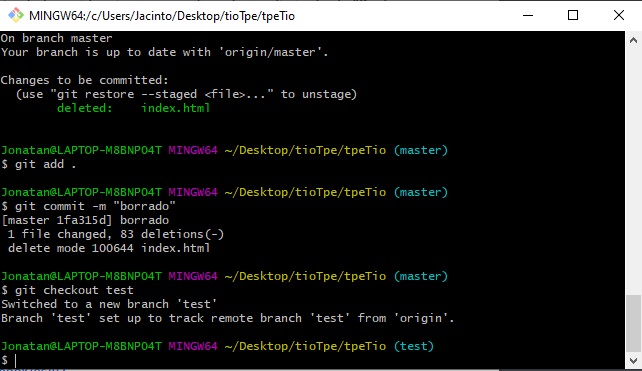 MINGW64:/c/Users/Jacinto/Desktop/tioTpe/tpeTio
On branch master
Your branch is up to date with 'origin/master'.
Changes to be committed:
(use "git restore --staged <file>..." to unstage)
deleted: index.html
Jonatan@LAPTOP-M8BNPO4T MINGW64 ~/Desktop/tioTpe/tpeTio (master)
$ git add .
Jonatan@LAPTOP-M8BNPO4T MINGW64 ~/Desktop/tioTpe/tpeTio (master)
$ git commit -m "borrado"
[master 1fa315d] borrado
1 file changed, 83 deletions(-)
delete mode 100644 index.html
Jonatan@LAPTOP-M8BNPO4T MINGW64 ~/Desktop/tioTpe/tpeTio (master)
$ git checkout test
Switched to a new branch 'test'
Branch 'test' set up to track remote branch 'test' from 'origin'.
Jonatan@LAPTOP-M8BNPO4T MINGW64 ~/Desktop/tioTpe/tpeTio (test)
$